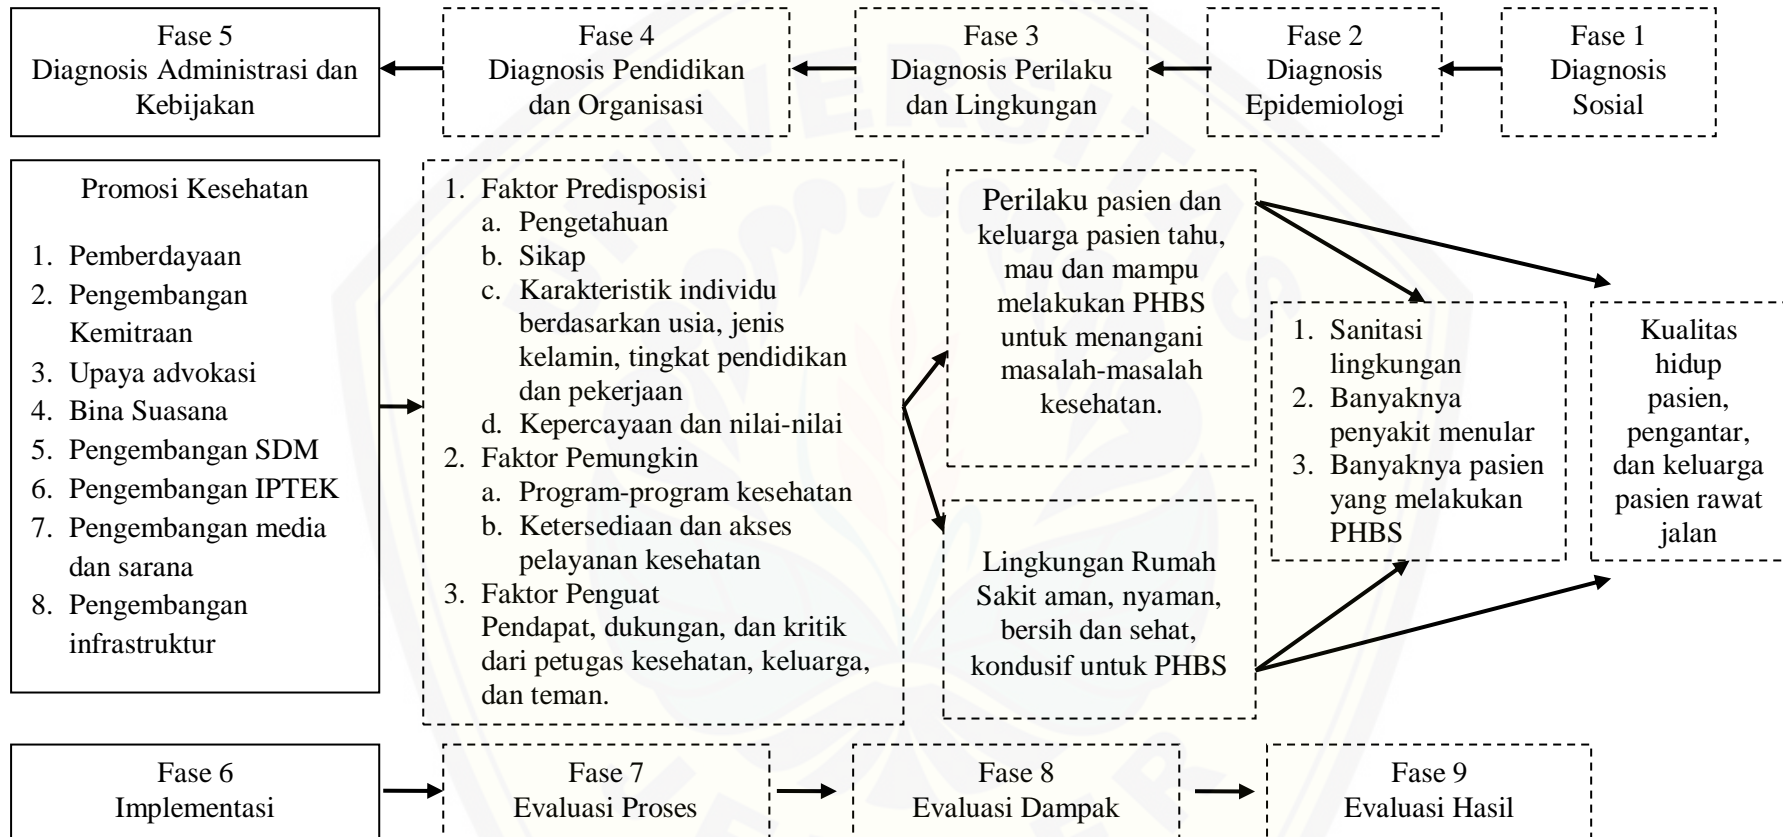 Fase 5
Diagnosis Administrasi dan
Kebijakan
Fase 4
Diagnosis Pendidikan
dan Organisasi
Fase 3
Diagnosis Perilaku
dan Lingkungan
Fase 2
Diagnosis
Epidemiologi
Fase 1
Diagnosis
Sosial
Promosi Kesehatan
1. Pemberdayaan
2. Pengembangan
Kemitraan
3. Upaya advokasi
4. Bina Suasana
5. Pengembangan SDM
6. Pengembangan IPTEK
7. Pengembangan media
dan sarana
8. Pengembangan
infrastruktur
1. Faktor Predisposisi
a. Pengetahuan
b. Sikap
c. Karakteristik individu
berdasarkan usia, jenis
kelamin, tingkat pendidikan
dan pekerjaan
d. Kepercayaan dan nilai-nilai
2. Faktor Pemungkin
a. Program-program kesehatan
b. Ketersediaan dan akses
pelayanan kesehatan
3. Faktor Penguat
Pendapat, dukungan, dan kritik
dari petugas kesehatan, keluarga,
dan teman.
Perilaku pasien dan
keluarga pasien tahu,
mau dan mampu
melakukan PHBS
untuk menangani
masalah-masalah
kesehatan.
Lingkungan Rumah
Sakit aman, nyaman,
bersih dan sehat,
kondusif untuk PHBS
1. Sanitasi
lingkungan
2. Banyaknya
penyakit menular
3. Banyaknya pasien
yang melakukan
PHBS
Kualitas
hidup
pasien,
pengantar,
dan keluarga
pasien rawat
jalan
Fase 6
Implementasi
Fase 7
Evaluasi Proses
Fase 8
Evaluasi Dampak
Fase 9
Evaluasi Hasil
UNIVERSITAS